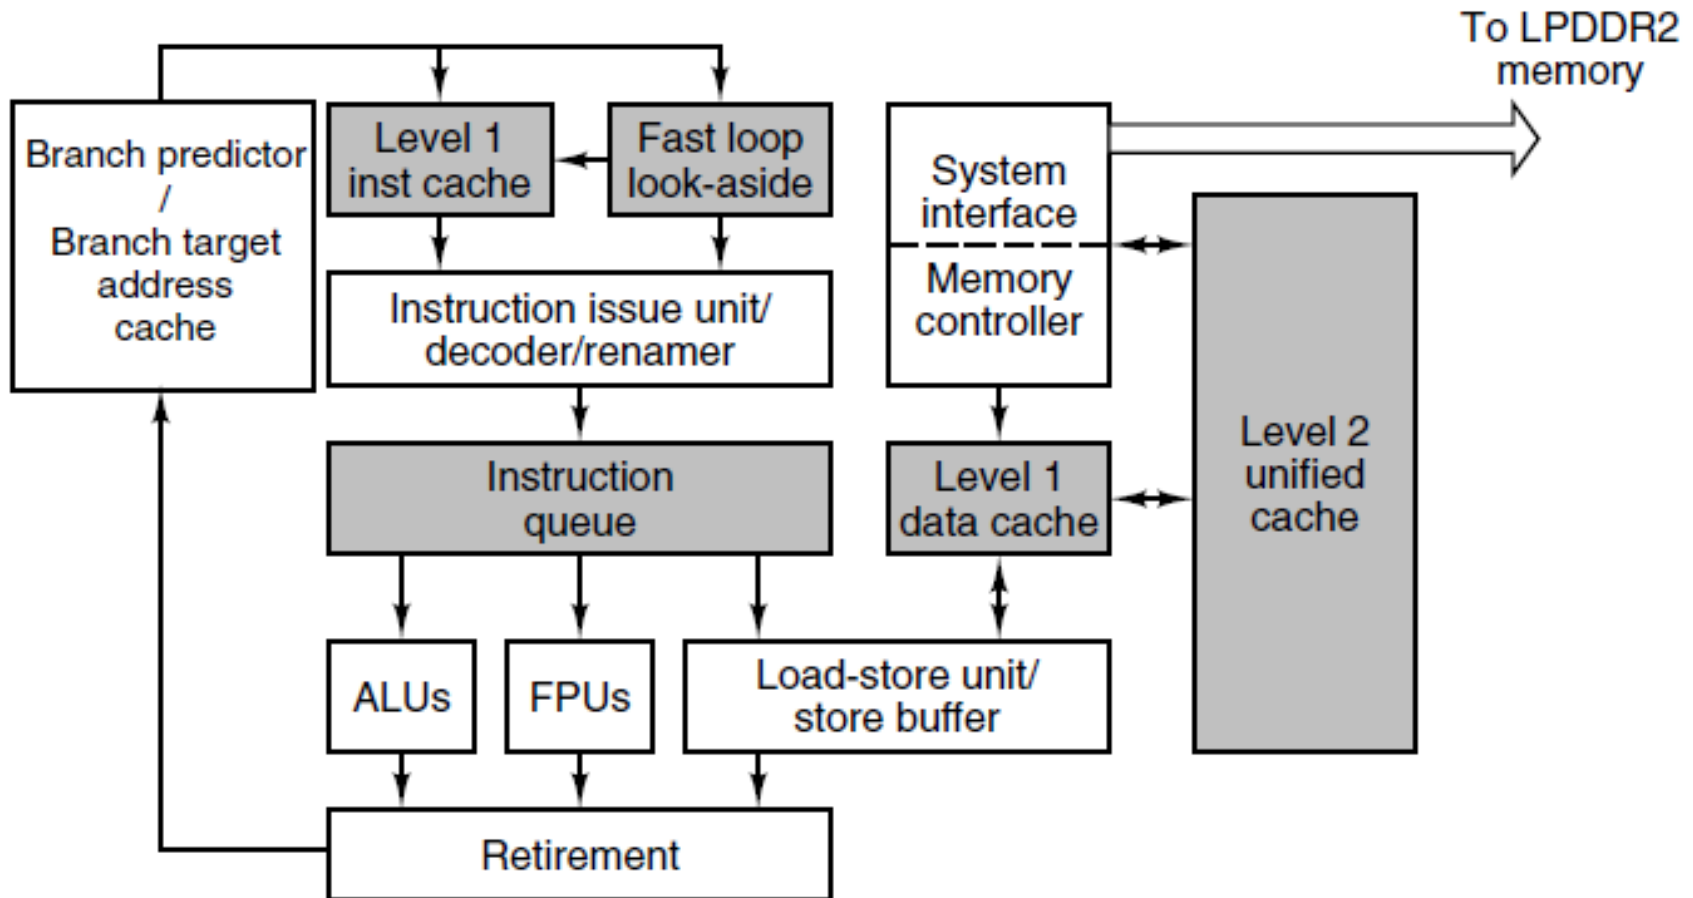 To LPDDR2
memory
Branch predictor
/
Branch target
address
cache
Level 1
inst cache
Fast loop
look-aside
System
interface
Memory
controller
Instruction issue unit/
decoder/renamer
Instruction
queue
Level 1
data cache
Level 2
unified
cache
ALUs
FPUs
Load-store unit/
store buffer
Retirement